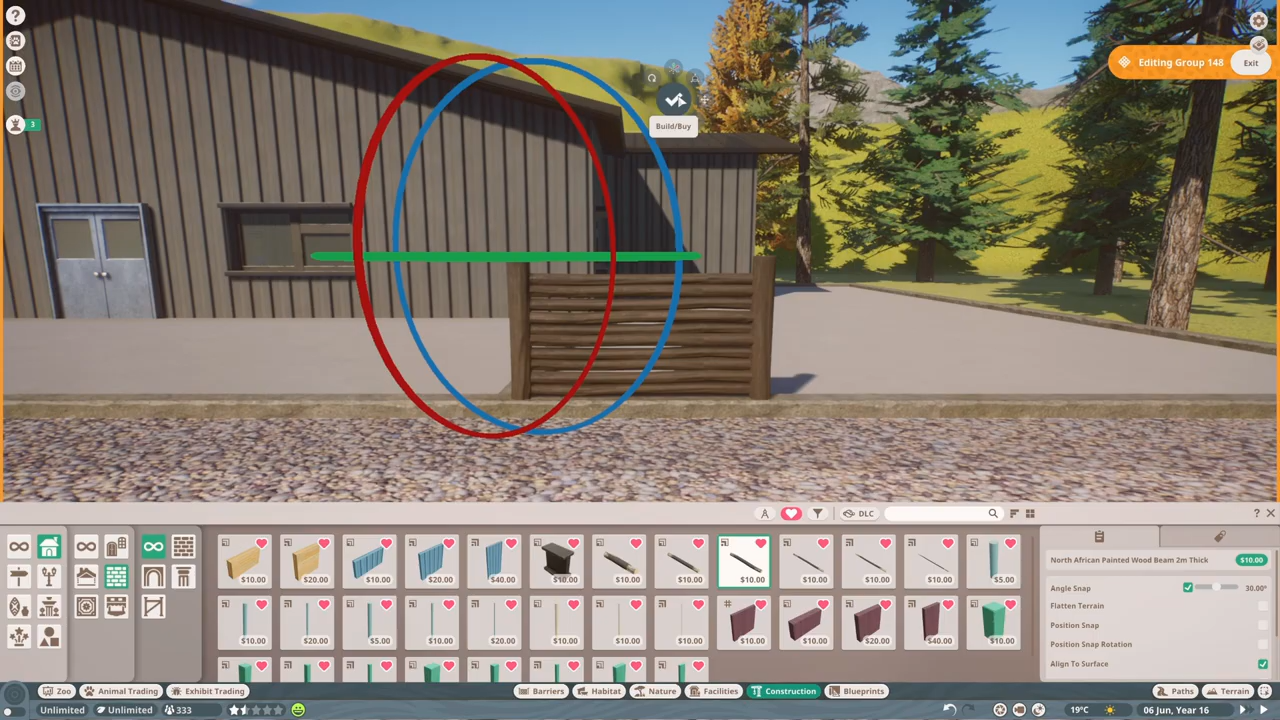 ?
Editing Group 148
Exit
3
Build/Buy
DLC
? ×
$10.00 $20.00 $10.00 $20.00 $40.00 $10.00 $10.00 $10.00 $10.00 $10.00 $10.00 $10.00 $5.00
North African Painted Wood Beam 2m Thick $10.00
Angle Snap 30.00°
Flatten Terrain
$10.00 $20.00 $5.00 $10.00 $20.00 $10.00 $10.00 $10.00 $10.00 $10.00 $20.00 $40.00 $10.00
Position Snap
Position Snap Rotation
Align To Surface
Zoo Animal Trading Exhibit Trading Barriers Habitat Nature Facilities Construction Blueprints Paths Terrain
Unlimited Unlimited 333 19°C 06 Jun, Year 16